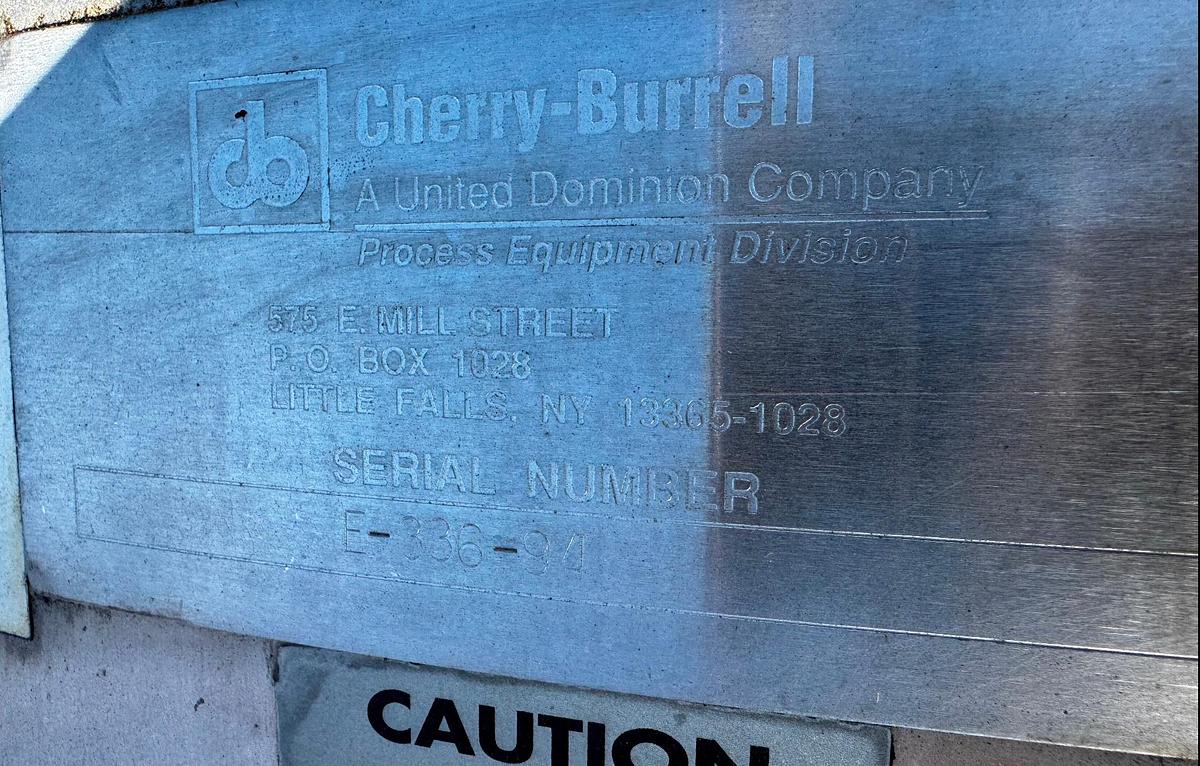 cb
Cherry-Burrell
A United Dominion Company
Process Equipment Division
575 E. MILL STREET
P.O. BOX 1028
LITTLE FALLS, NY 13365-1028
SERIAL NUMBER
E-336-94
CAUTION